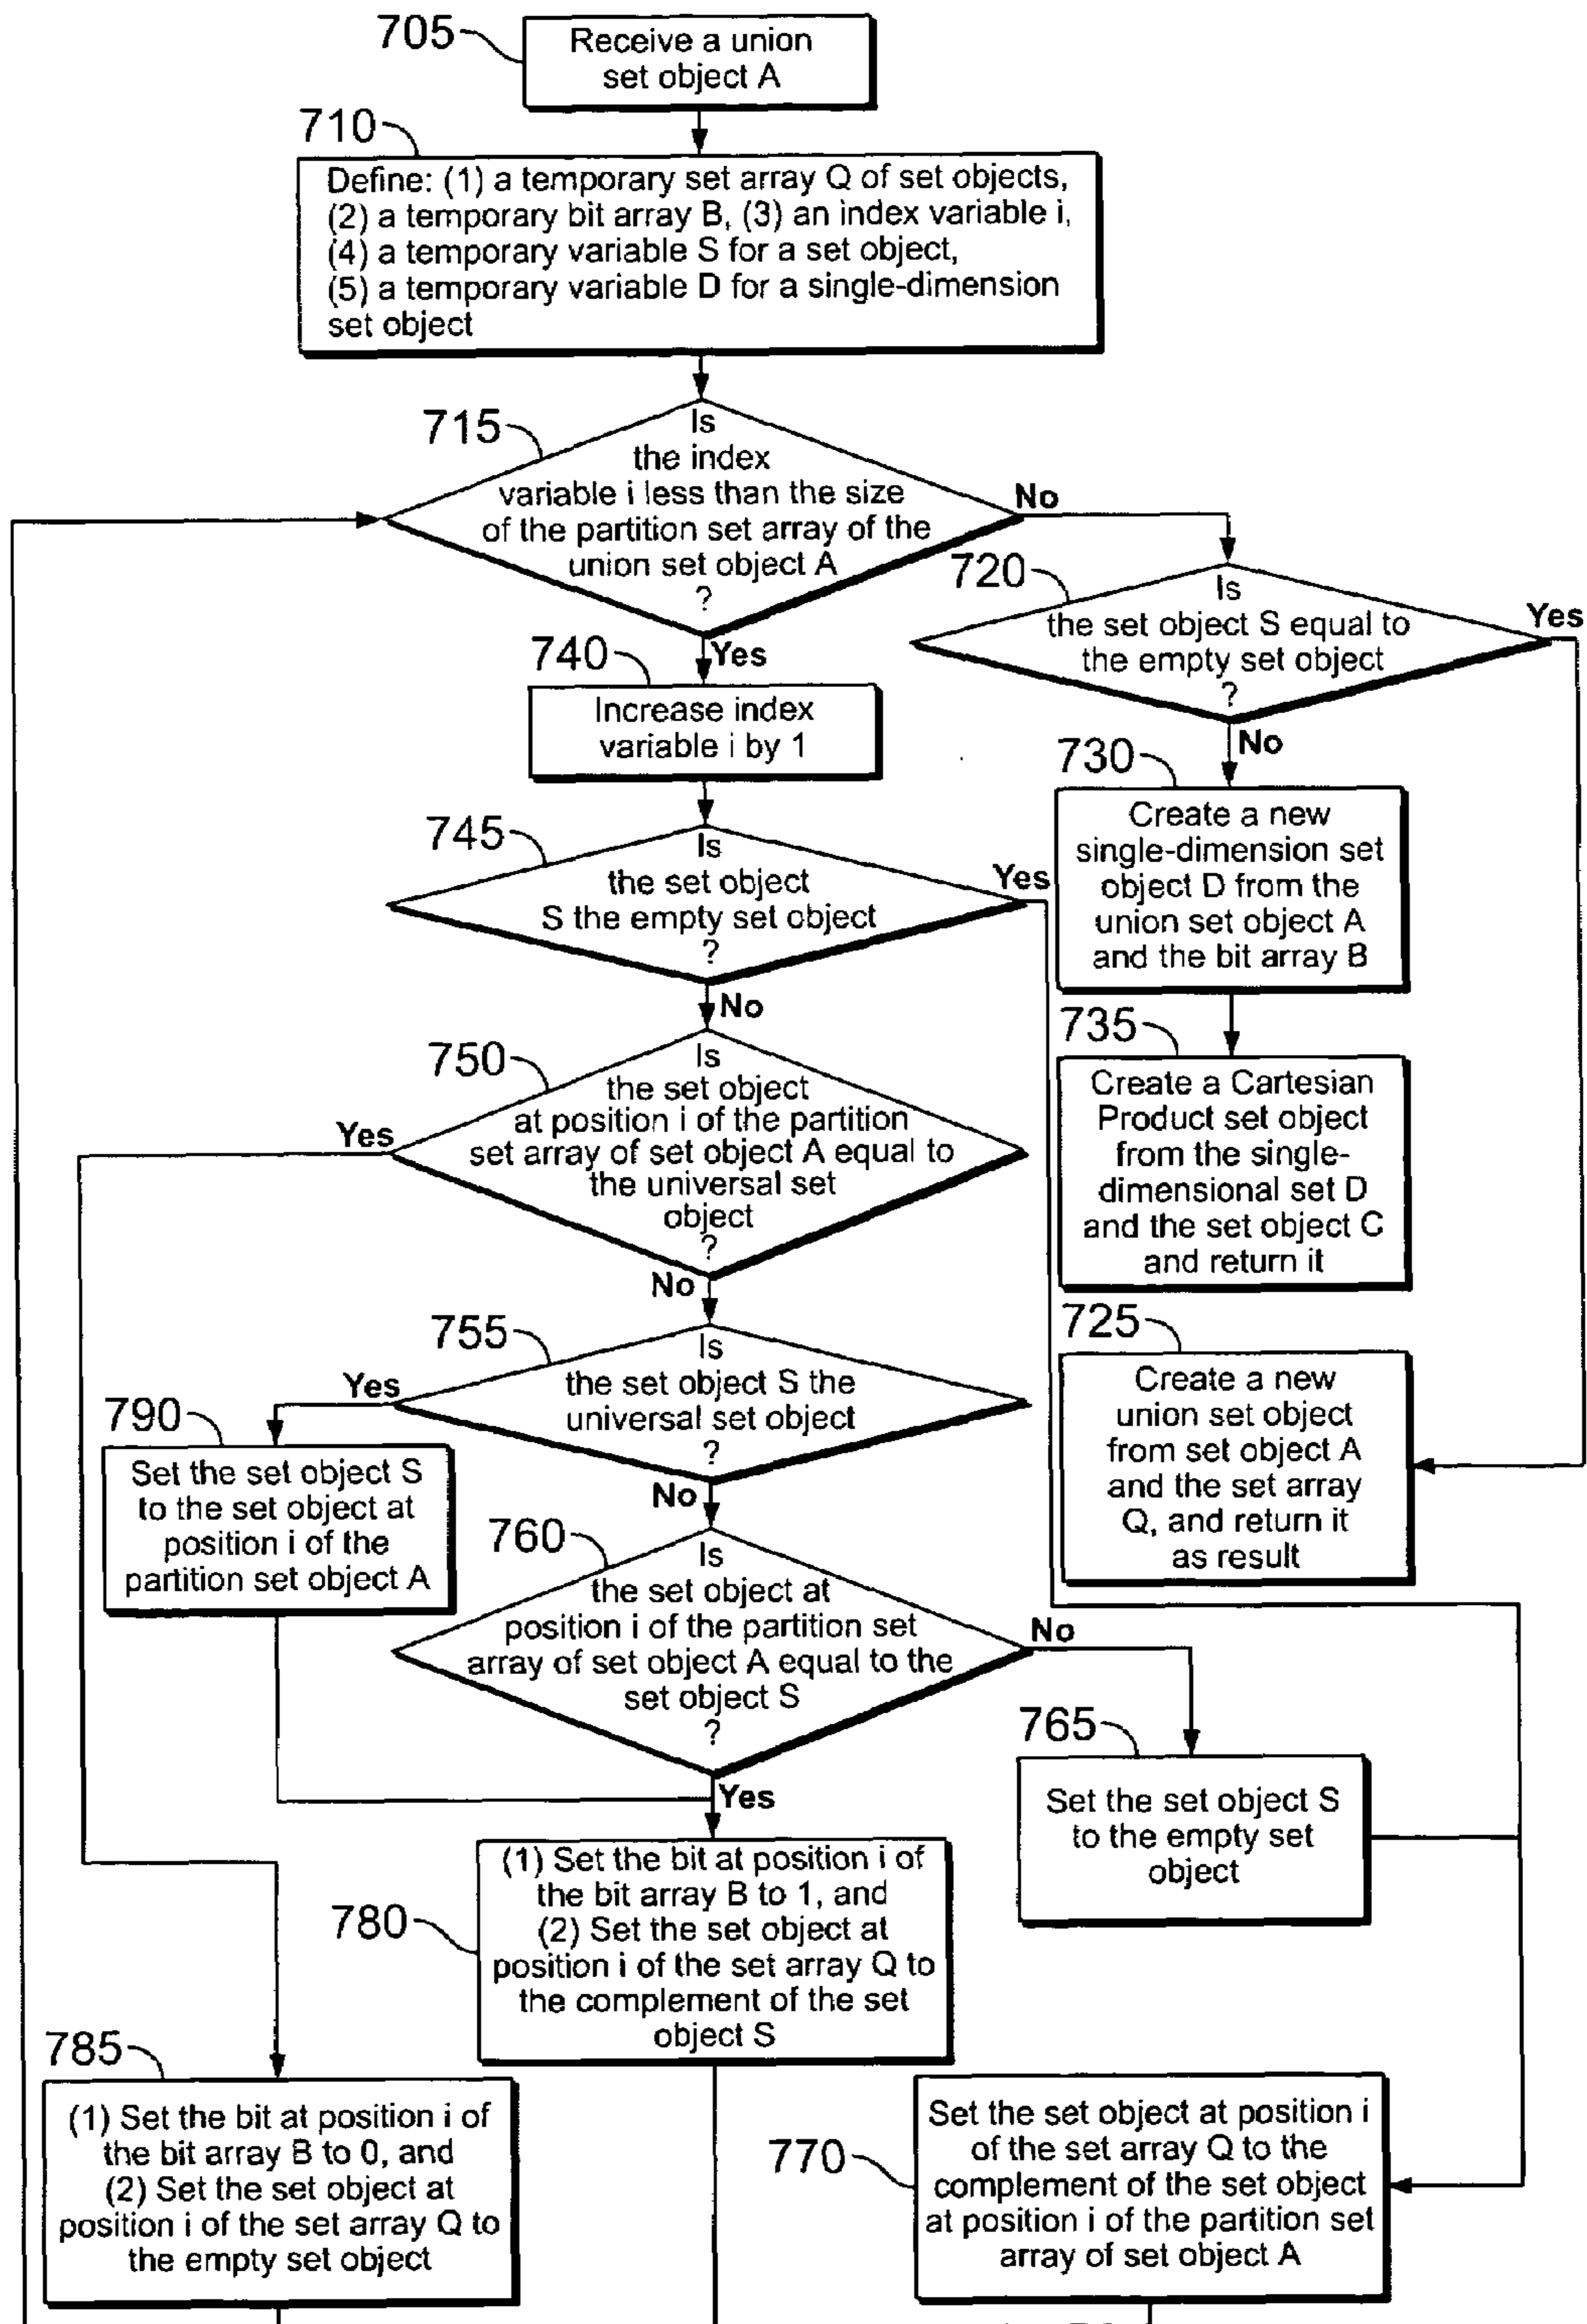 705
Receive a union
set object A
710
Define: (1) a temporary set array Q of set objects,
(2) a temporary bit array B, (3) an index variable i,
(4) a temporary variable S for a set object,
(5) a temporary variable D for a single-dimension
set object
715
Is
the index
variable i less than the size
of the partition set array of the
union set object A
?
No
Yes
720
Is
the set object S equal to
the empty set object
?
Yes
No
740
Increase index
variable i by 1
730
Create a new
single-dimension set
object D from the
union set object A
and the bit array B
745
Is
the set object
S the empty set object
?
Yes
No
735
Create a Cartesian
Product set object
from the single-
dimensional set D
and the set object C
and return it
750
Is
the set object
at position i of the partition
set array of set object A equal to
the universal set
object
?
Yes
No
725
Create a new
union set object
from set object A
and the set array
Q, and return it
as result
755
Is
the set object S the
universal set object
?
Yes
No
790
Set the set object S
to the set object at
position i of the
partition set object A
760
Is
the set object at
position i of the partition set
array of set object A equal to the
set object S
?
No
Yes
765
Set the set object S
to the empty set
object
780
(1) Set the bit at position i of
the bit array B to 1, and
(2) Set the set object at
position i of the set array Q to
the complement of the set
object S
785
(1) Set the bit at position i of
the bit array B to 0, and
(2) Set the set object at
position i of the set array Q to
the empty set object
770
Set the set object at position i
of the set array Q to the
complement of the set object
at position i of the partition set
array of set object A